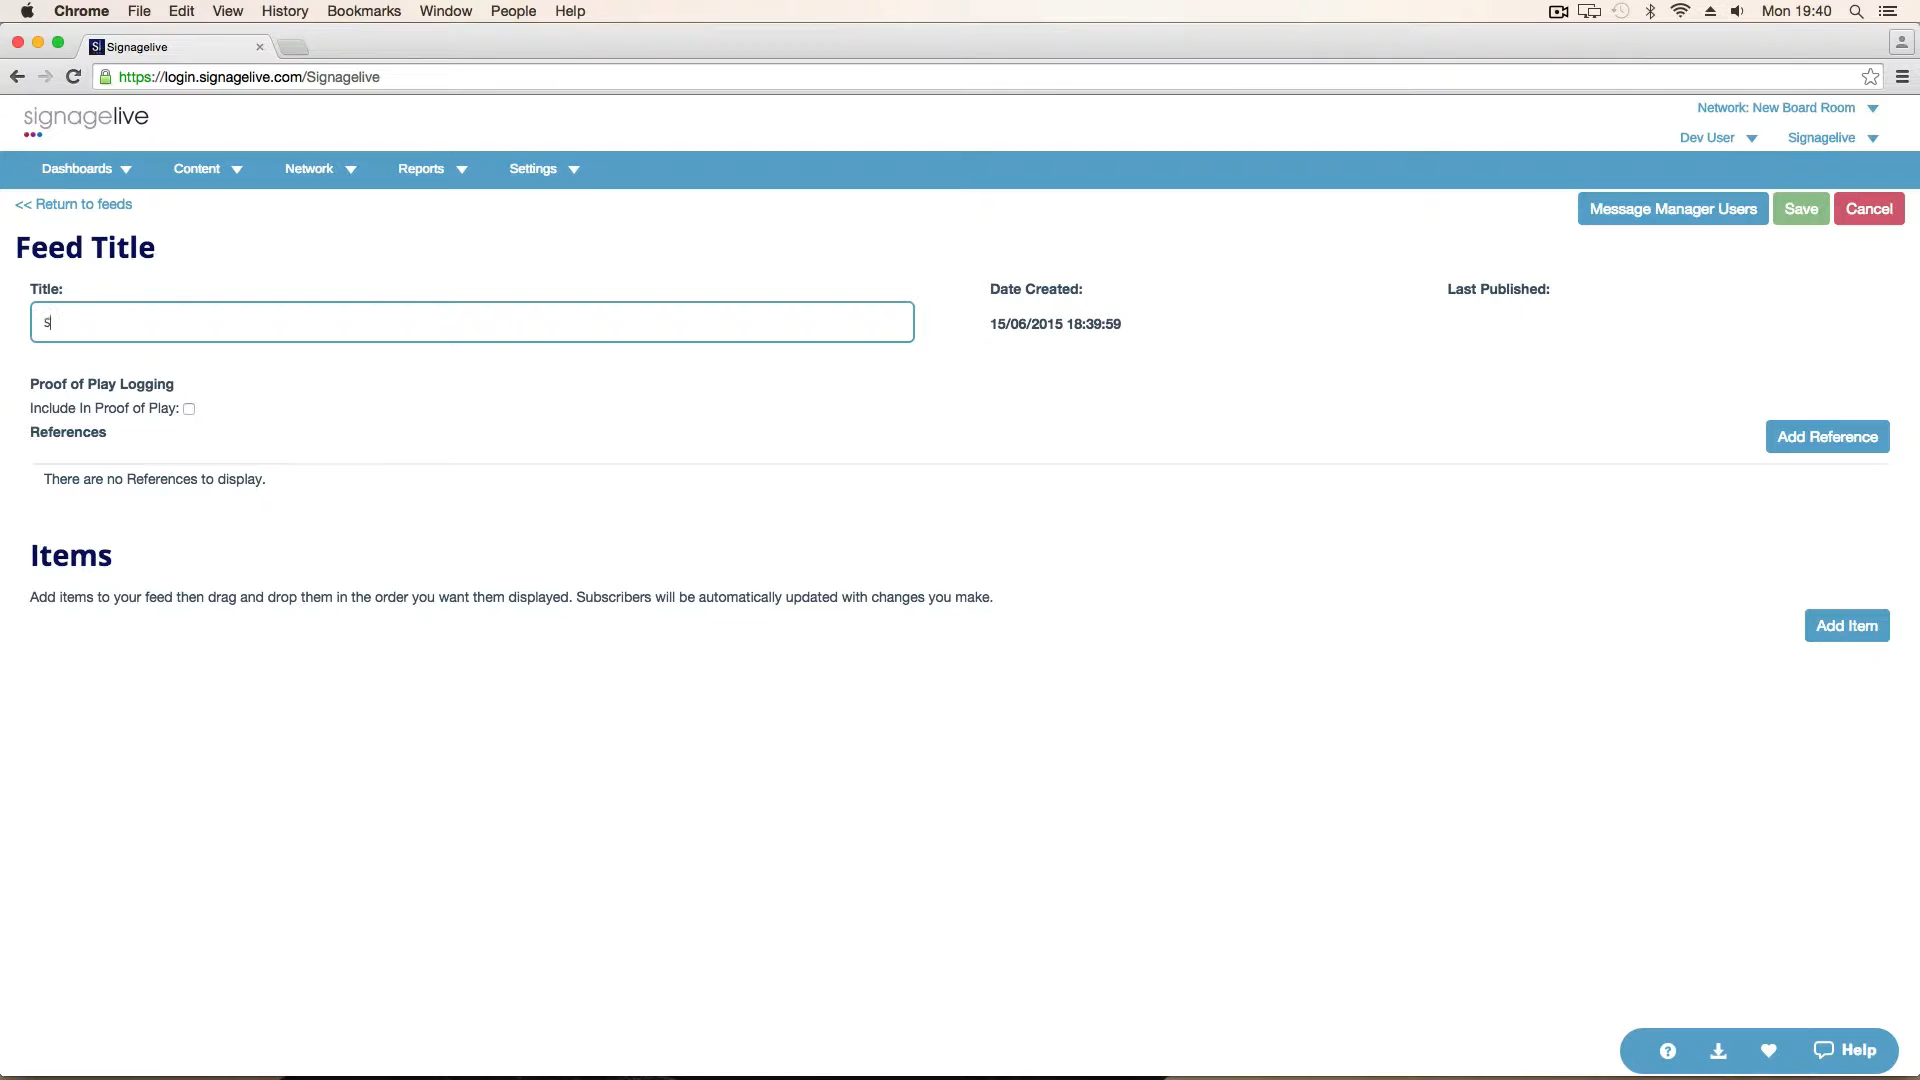 Chrome File Edit View History Bookmarks Window People Help Mon 19:40
Si Signagelive
https://login.signagelive.com/Signagelive
signagelive Network: New Board Room
Dev User Signagelive
Dashboards Content Network Reports Settings
<< Return to feeds Message Manager Users Save Cancel
Feed Title
Title: Date Created: Last Published:
s 15/06/2015 18:39:59
Proof of Play Logging
Include In Proof of Play:
References Add Reference
There are no References to display.
Items
Add items to your feed then drag and drop them in the order you want them displayed. Subscribers will be automatically updated with changes you make.
Add Item
Help